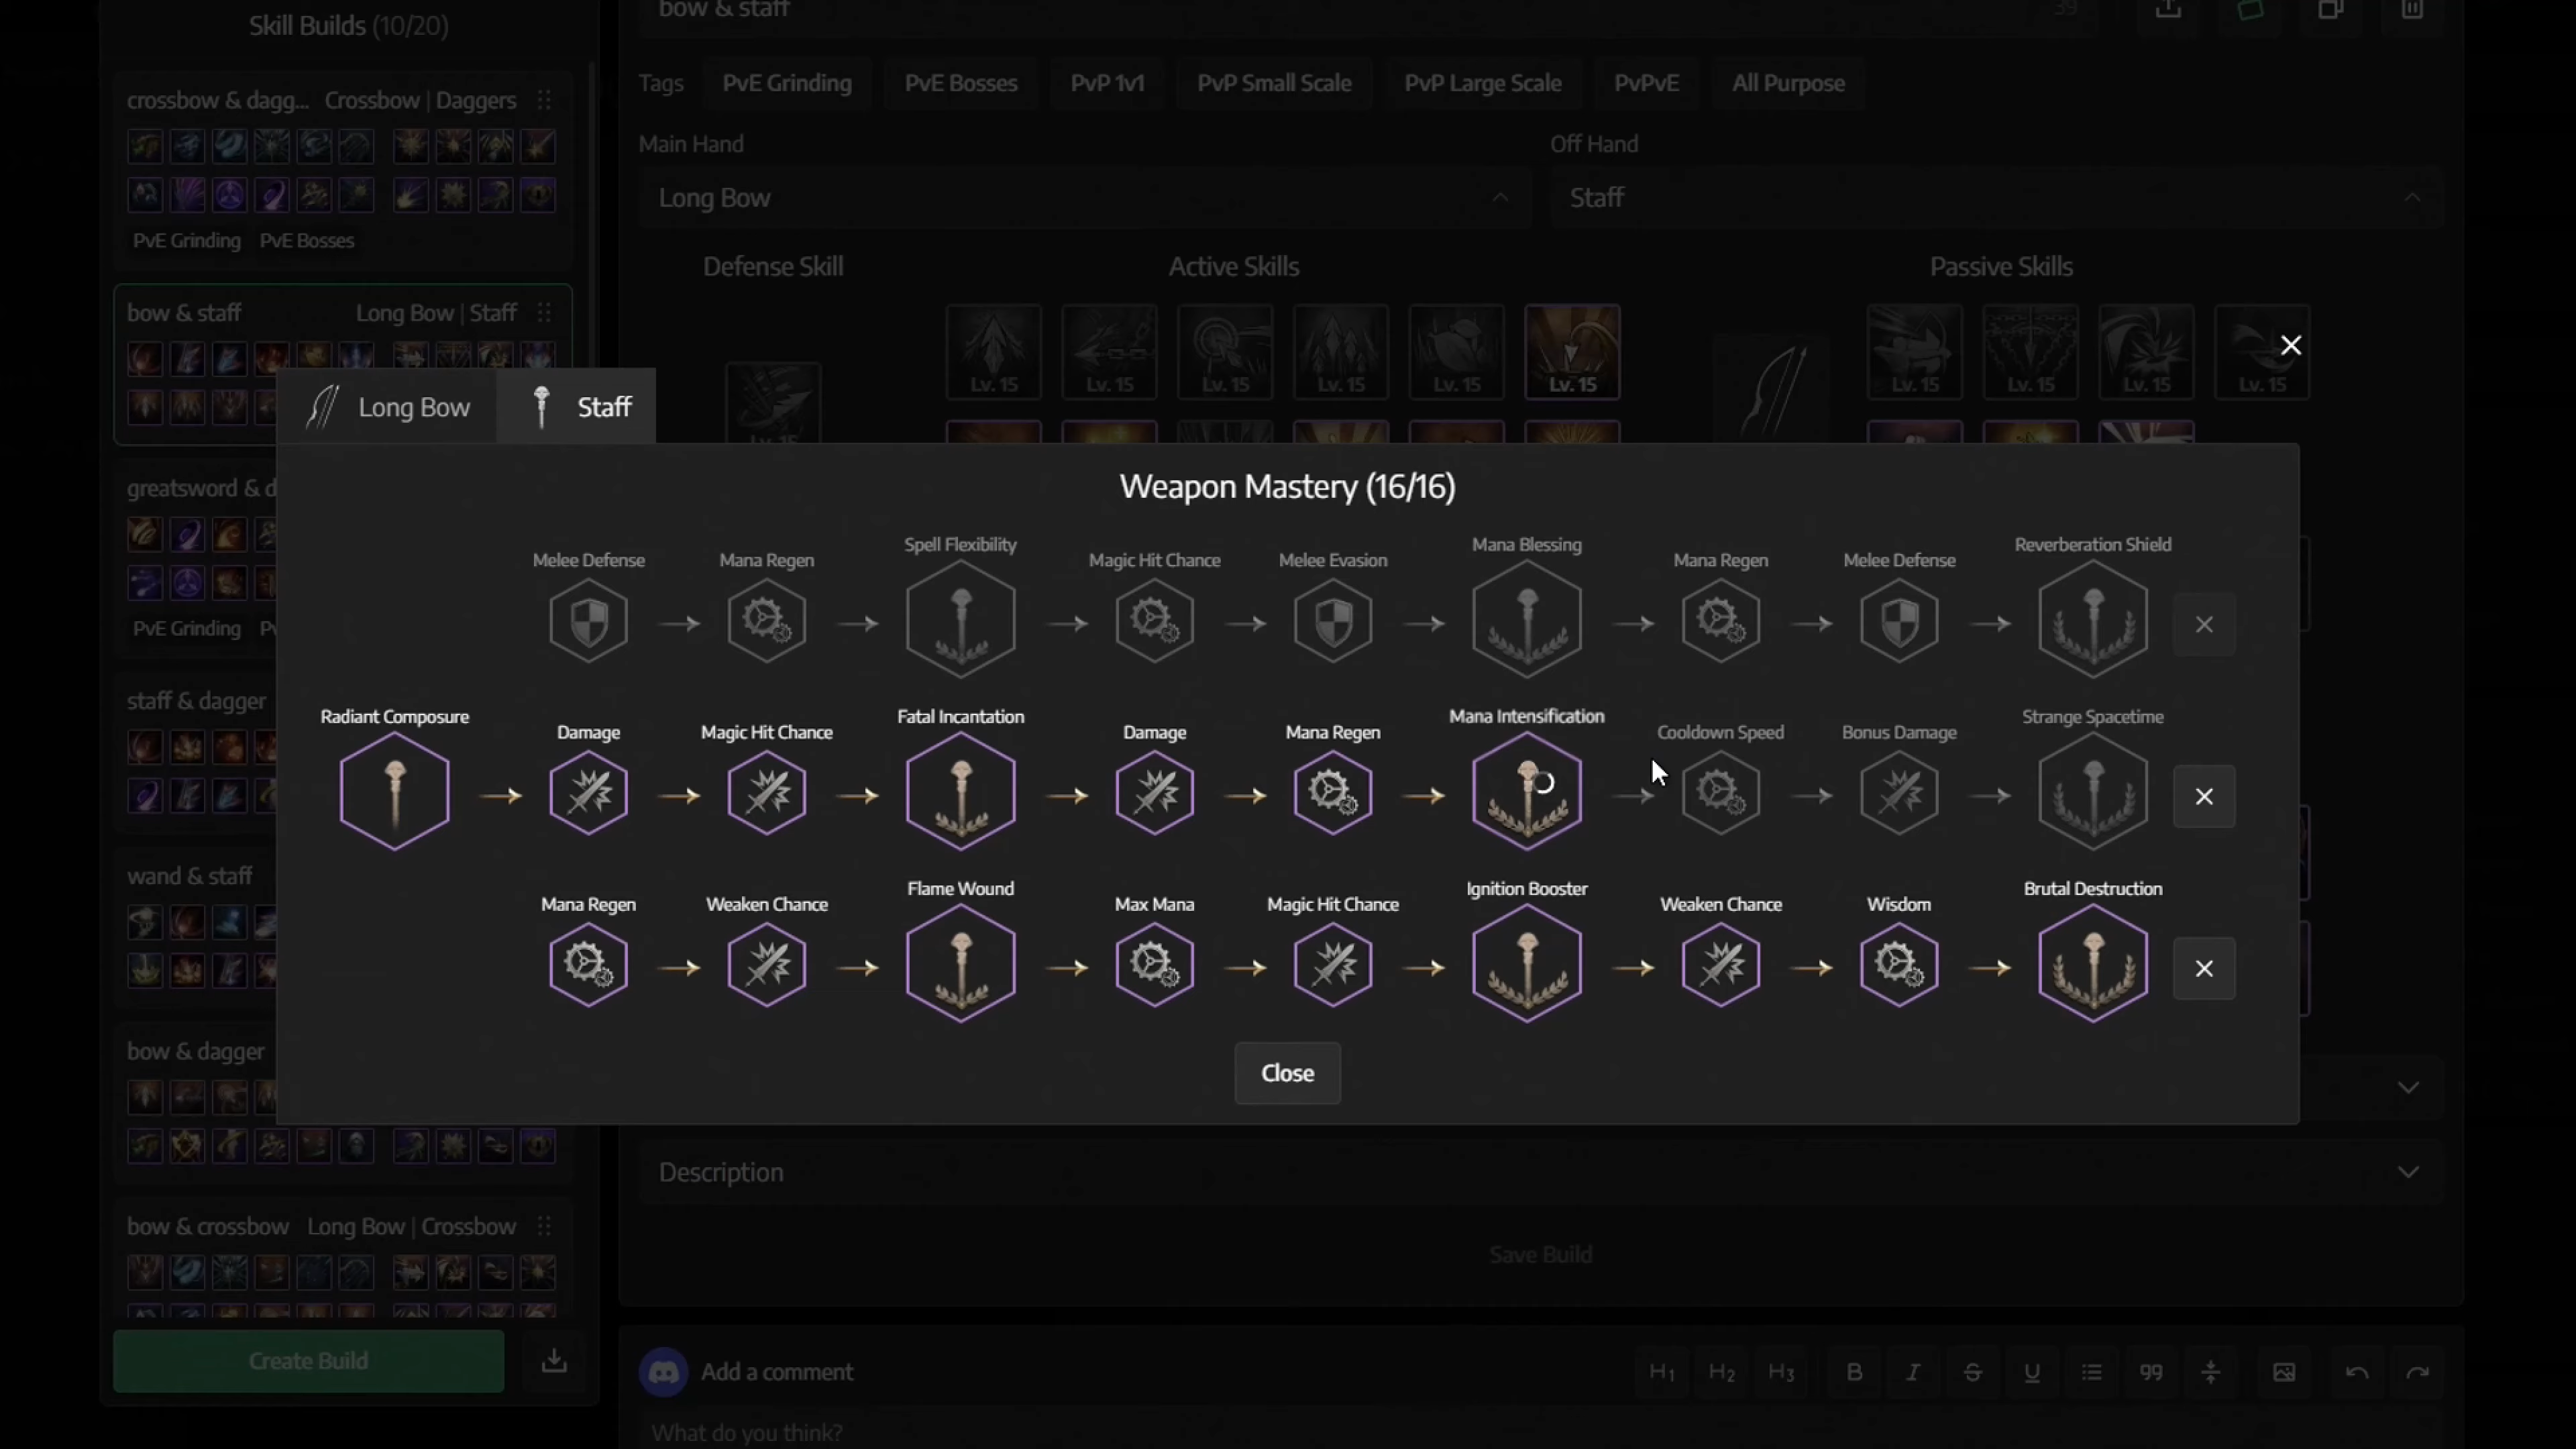 Skill Builds (10/20)
crossbow & dagg... Crossbow | Daggers
PvE Grinding PvE Bosses
bow & staff Long Bow | Staff
greatsword & d
PvE Grinding
staff & dagger
wand & staff
bow & dagger
bow & crossbow Long Bow | Crossbow
Create Build
bow & staff
39
Tags PvE Grinding PvE Bosses PvP 1v1 PvP Small Scale PvP Large Scale PvPvE All Purpose
Main Hand Off Hand
Long Bow Staff
Defense Skill Active Skills Passive Skills
Lv. 15 Lv. 15 Lv. 15 Lv. 15 Lv. 15 Lv. 15 Lv. 15 Lv. 15 Lv. 15 Lv. 15
Lv. 15
Long Bow Staff
Weapon Mastery (16/16)
Melee Defense Mana Regen Spell Flexibility Magic Hit Chance Melee Evasion Mana Blessing Mana Regen Melee Defense Reverberation Shield
Radiant Composure Damage Magic Hit Chance Fatal Incantation Damage Mana Regen Mana Intensification Cooldown Speed Bonus Damage Strange Spacetime
Mana Regen Weaken Chance Flame Wound Max Mana Magic Hit Chance Ignition Booster Weaken Chance Wisdom Brutal Destruction
Close
Description
Save Build
Add a comment H1 H2 H3 B I S U
What do you think?